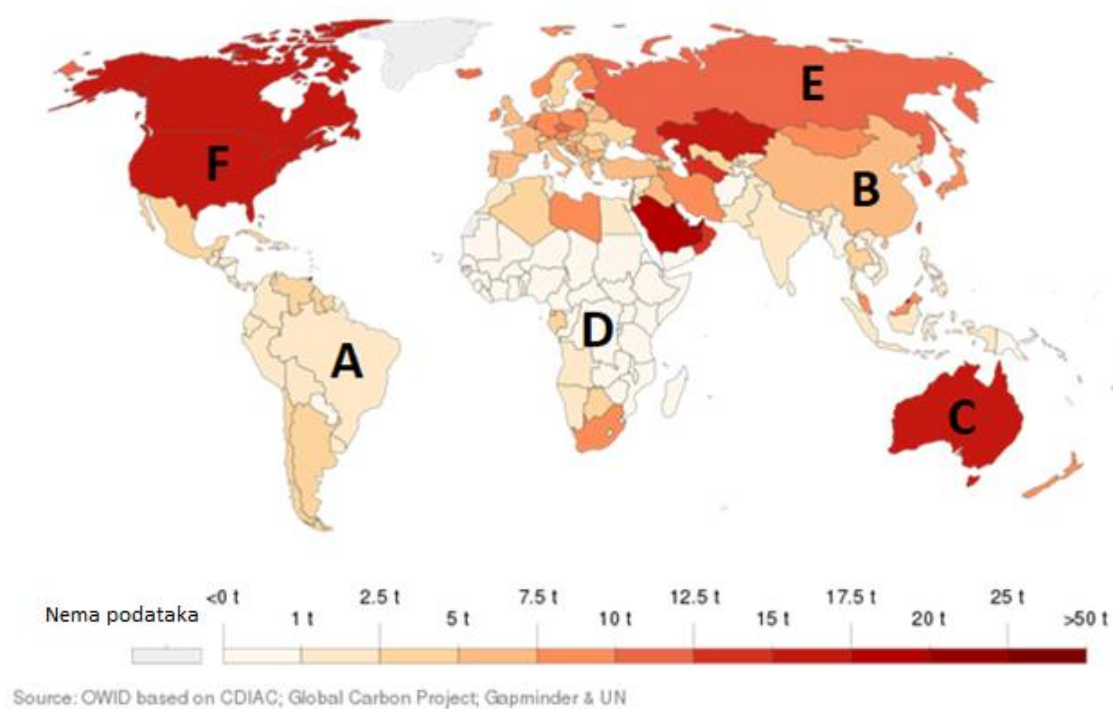 E
F
B
D
A
C
<0 t 2.5 t 7.5 t 12.5 t 17.5 t 25 t
Nema podataka 1 t 5 t 10 t 15 t 20 t >50 t
Source: OWID based on CDIAC; Global Carbon Project; Gapminder & UN